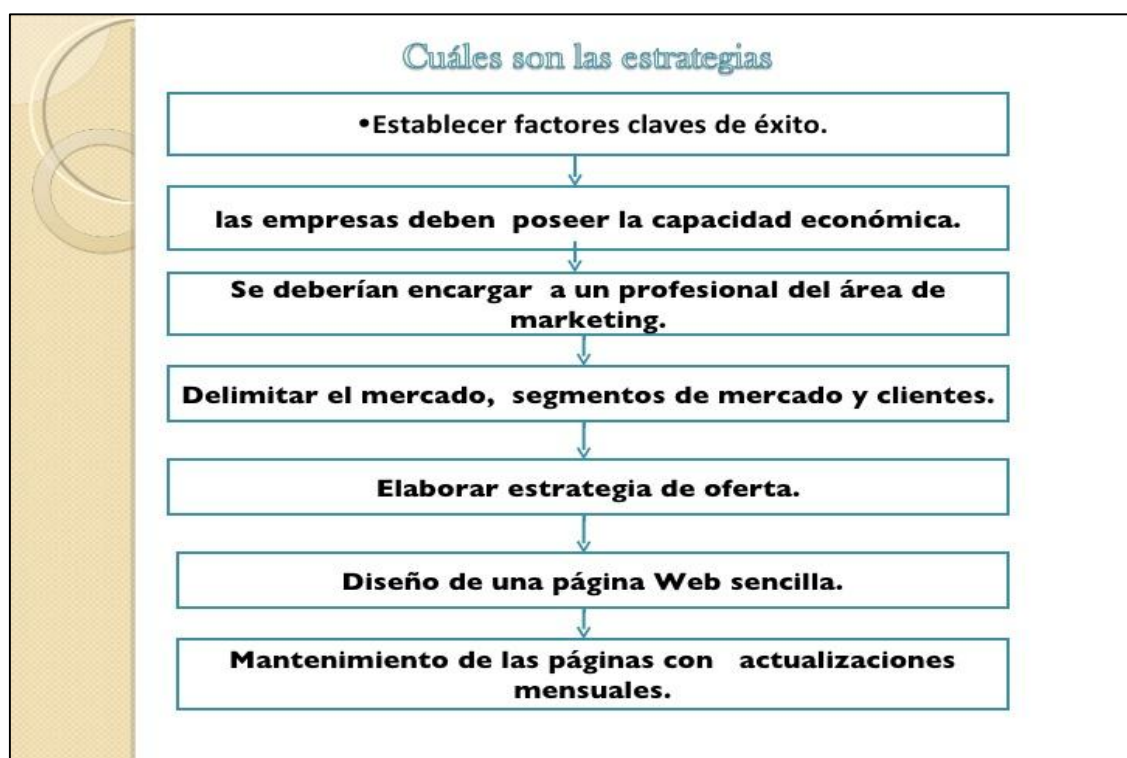 Cuáles son las estrategias
•Establecer factores claves de éxito.
las empresas deben poseer la capacidad económica.
Se deberían encargar a un profesional del área de
marketing.
Delimitar el mercado, segmentos de mercado y clientes.
Elaborar estrategia de oferta.
Diseño de una página Web sencilla.
Mantenimiento de las páginas con actualizaciones
mensuales.